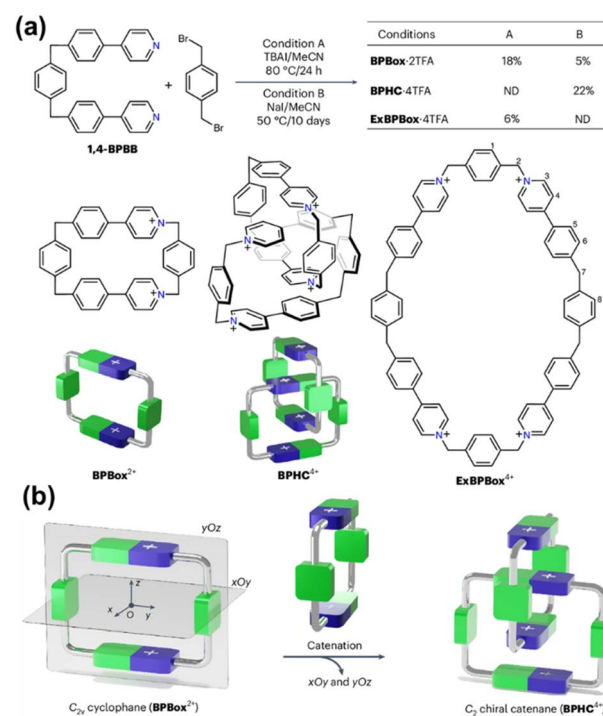 (a)
Br
Br
N
N
+
1,4-BPBB
Condition A
TBAI/MeCN
80 °C/24 h
Condition B
NaI/MeCN
50 °C/10 days
Conditions A B
BPBox·2TFA 18% 5%
BPHC·4TFA ND 22%
ExBPBox·4TFA 6% ND
1
2
3
4
5
6
7
8
N+
N+
N+
N+
N+
N+
N+
N+
N+
N+
+
+
+
BPBox2+
BPHC4+
ExBPBox4+
(b)
yOz
xOy
z
x
O
y
+
+
C2v cyclophane (BPBox2+)
Catenation
xOy and yOz
C2 chiral catenane (BPHC4+)